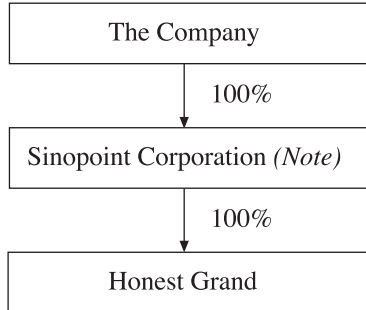 The Company
100%
Sinopoint Corporation (Note)
100%
Honest Grand